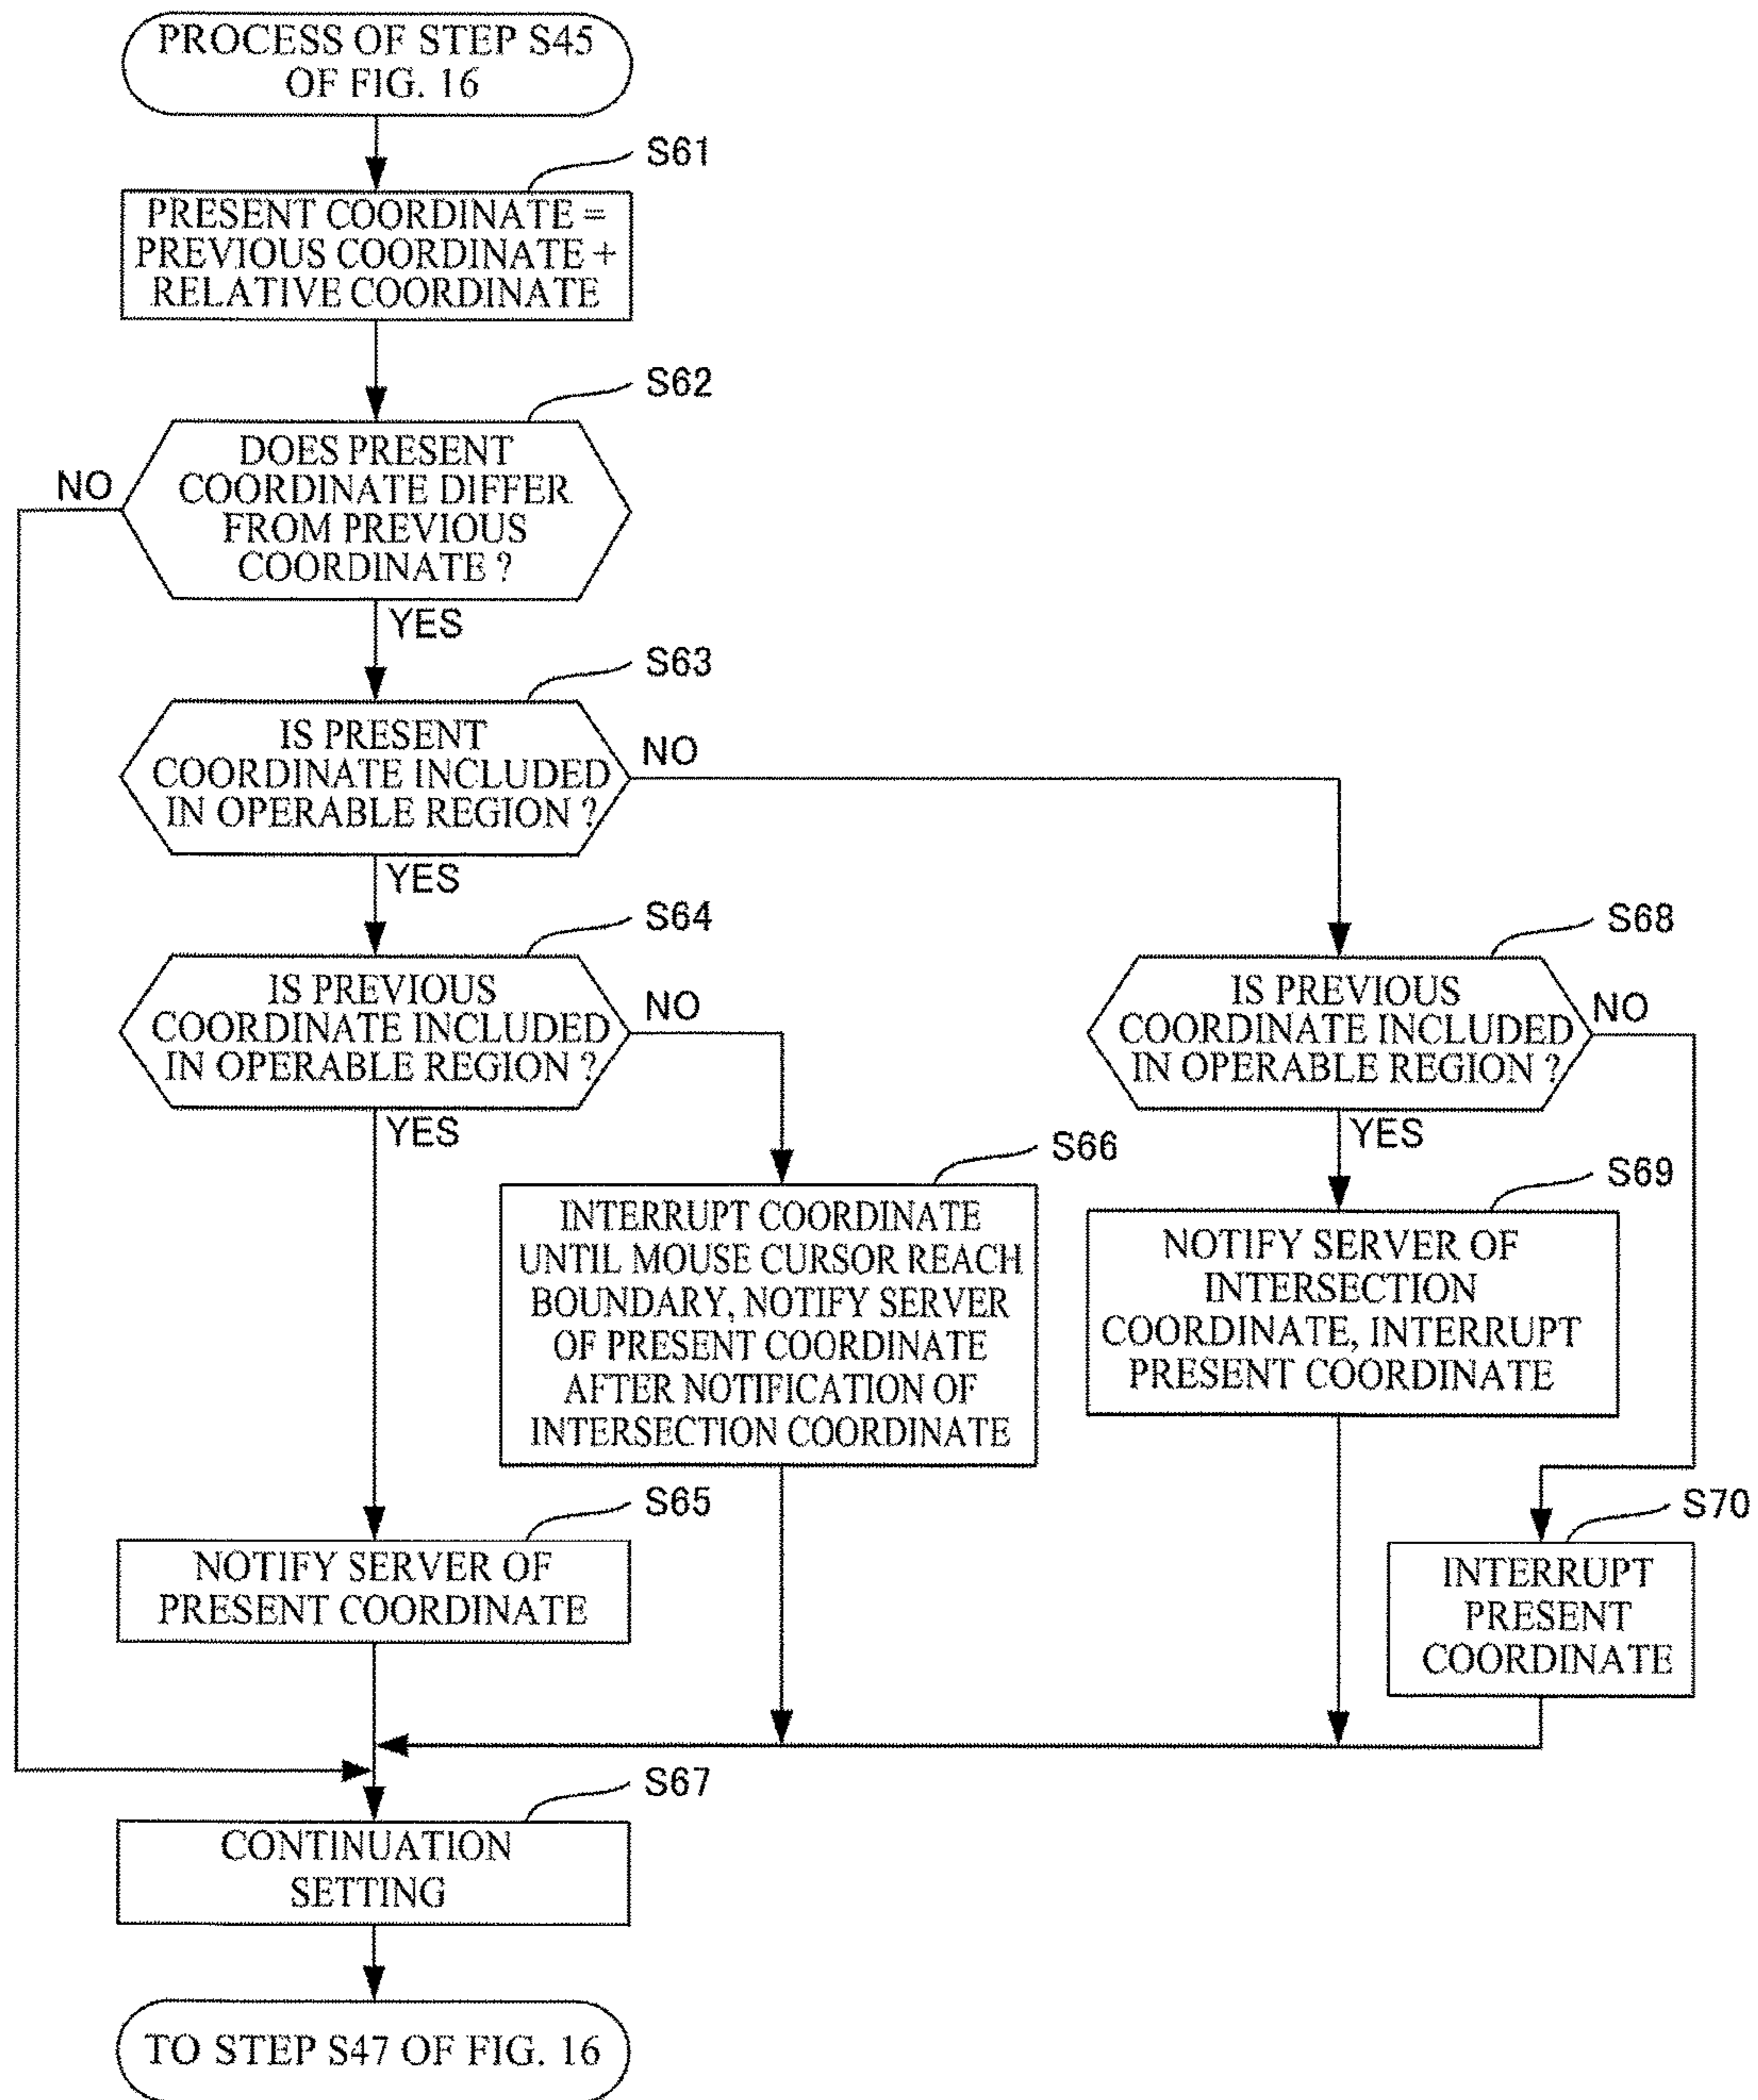 PROCESS OF STEP S45
OF FIG. 16
S61
PRESENT COORDINATE =
PREVIOUS COORDINATE +
RELATIVE COORDINATE
S62
DOES PRESENT
COORDINATE DIFFER
FROM PREVIOUS
COORDINATE ?
NO
YES
S63
IS PRESENT
COORDINATE INCLUDED
IN OPERABLE REGION ?
NO
YES
S64
IS PREVIOUS
COORDINATE INCLUDED
IN OPERABLE REGION ?
NO
YES
S68
IS PREVIOUS
COORDINATE INCLUDED
IN OPERABLE REGION ?
NO
YES
S66
INTERRUPT COORDINATE
UNTIL MOUSE CURSOR REACH
BOUNDARY, NOTIFY SERVER
OF PRESENT COORDINATE
AFTER NOTIFICATION OF
INTERSECTION COORDINATE
S69
NOTIFY SERVER OF
INTERSECTION
COORDINATE, INTERRUPT
PRESENT COORDINATE
S65
NOTIFY SERVER OF
PRESENT COORDINATE
S70
INTERRUPT
PRESENT
COORDINATE
S67
CONTINUATION
SETTING
TO STEP S47 OF FIG. 16